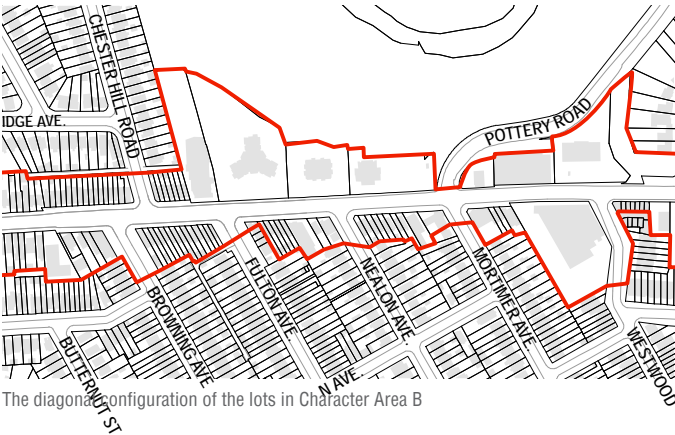 CHESTER HILL ROAD
IDGE AVE.
POTTERY ROAD
FULTON AVE.
NEALON AVE.
MORTIMER AVE
BROWNING AVE
WESTWOOD
N AVE.
BUTTERNUT ST
The diagonal configuration of the lots in Character Area B